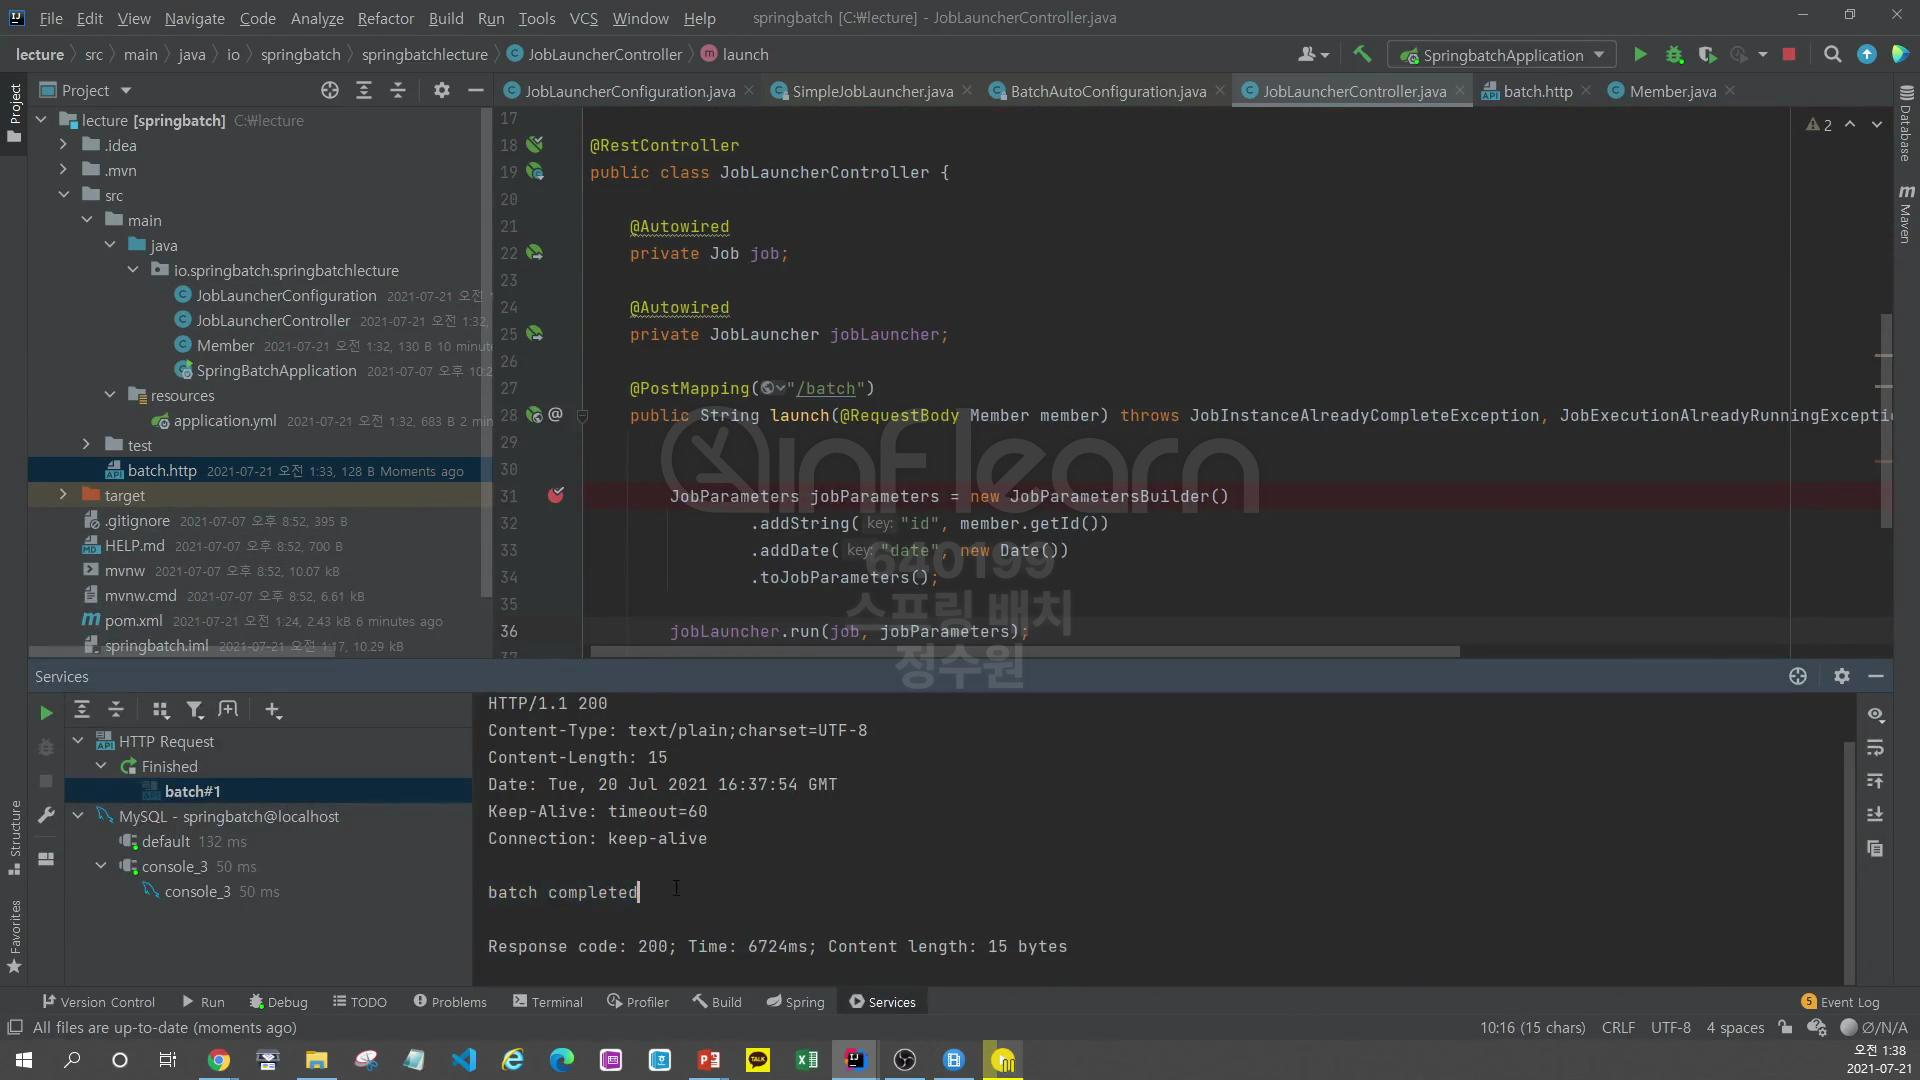 File Edit View Navigate Code Analyze Refactor Build Run Tools VCS Window Help springbatch [C:₩lecture] - JobLauncherController.java
lecture src main java io springbatch springbatchlecture JobLauncherController launch
SpringbatchApplication
Project
JobLauncherConfiguration.java SimpleJobLauncher.java BatchAutoConfiguration.java JobLauncherController.java batch.http Member.java
Project
lecture [springbatch] C:₩lecture
.idea
.mvn
src
main
java
io.springbatch.springbatchlecture
JobLauncherConfiguration 2021-07-21 오전
JobLauncherController 2021-07-21 오전 1:32,
Member 2021-07-21 오전 1:32, 130 B 10 minut
SpringBatchApplication 2021-07-07 오후 10:2
resources
application.yml 2021-07-21 오전 1:32, 683 B 2 min
test
batch.http 2021-07-21 오전 1:33, 128 B Moments ago
target
.gitignore 2021-07-07 오후 8:52, 395 B
HELP.md 2021-07-07 오후 8:52, 700 B
mvnw 2021-07-07 오후 8:52, 10.07 kB
mvnw.cmd 2021-07-07 오후 8:52, 6.61 kB
pom.xml 2021-07-21 오전 1:24, 2.43 kB 6 minutes ago
springbatch.iml 2021-07-21 오전 1:17, 10.29 kB
17
18 @RestController
19 public class JobLauncherController {
20
21 @Autowired
22 private Job job;
23
24 @Autowired
25 private JobLauncher jobLauncher;
26
27 @PostMapping("/batch")
28 public String launch(@RequestBody Member member) throws JobInstanceAlreadyCompleteException, JobExecutionAlreadyRunningExceptio
29
30
31 JobParameters jobParameters = new JobParametersBuilder()
32 .addString( key: "id", member.getId())
33 .addDate( key: "date", new Date())
34 .toJobParameters();
35
36 jobLauncher.run(job, jobParameters);
37
2
Database
Maven
inflearn
640199
스프링 배치
정수원
Services
HTTP Request
Finished
batch#1
MySQL - springbatch@localhost
default 132 ms
console_3 50 ms
console_3 50 ms
HTTP/1.1 200
Content-Type: text/plain;charset=UTF-8
Content-Length: 15
Date: Tue, 20 Jul 2021 16:37:54 GMT
Keep-Alive: timeout=60
Connection: keep-alive
batch completed
Response code: 200; Time: 6724ms; Content length: 15 bytes
Structure
Favorites
Version Control Run Debug TODO Problems Terminal Profiler Build Spring Services 5 Event Log
All files are up-to-date (moments ago) 10:16 (15 chars) CRLF UTF-8 4 spaces Ø/N/A
오전 1:38
2021-07-21